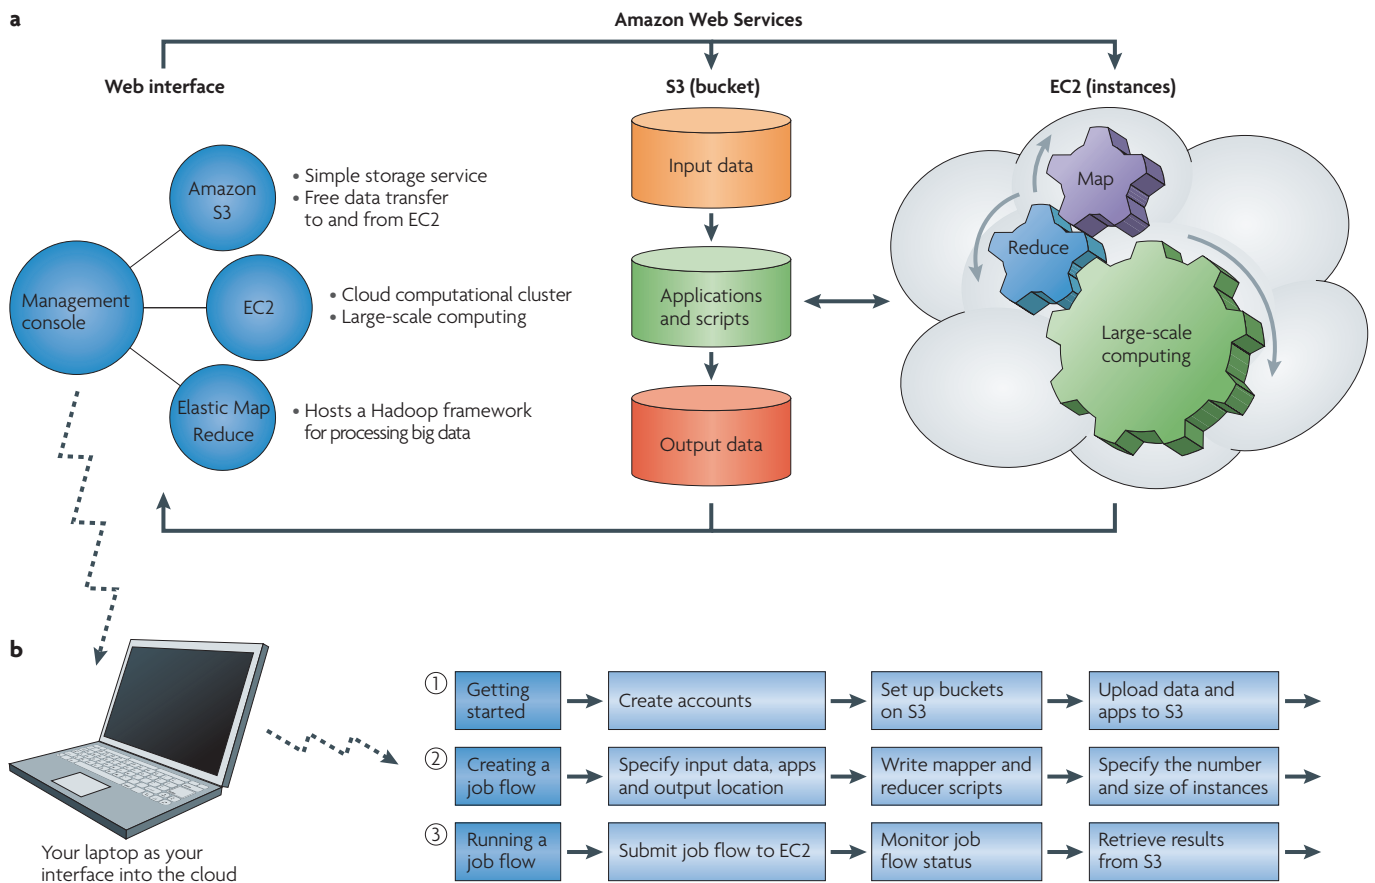 a
Amazon Web Services
Web interface
S3 (bucket)
EC2 (instances)
Management
console
Amazon
S3
• Simple storage service
• Free data transfer
to and from EC2
EC2
• Cloud computational cluster
• Large-scale computing
Elastic Map
Reduce
• Hosts a Hadoop framework
for processing big data
Input data
Applications
and scripts
Output data
Map
Reduce
Large-scale
computing
b
Your laptop as your
interface into the cloud
1
Getting
started
Create accounts
Set up buckets
on S3
Upload data and
apps to S3
2
Creating a
job flow
Specify input data, apps
and output location
Write mapper and
reducer scripts
Specify the number
and size of instances
3
Running a
job flow
Submit job flow to EC2
Monitor job
flow status
Retrieve results
from S3